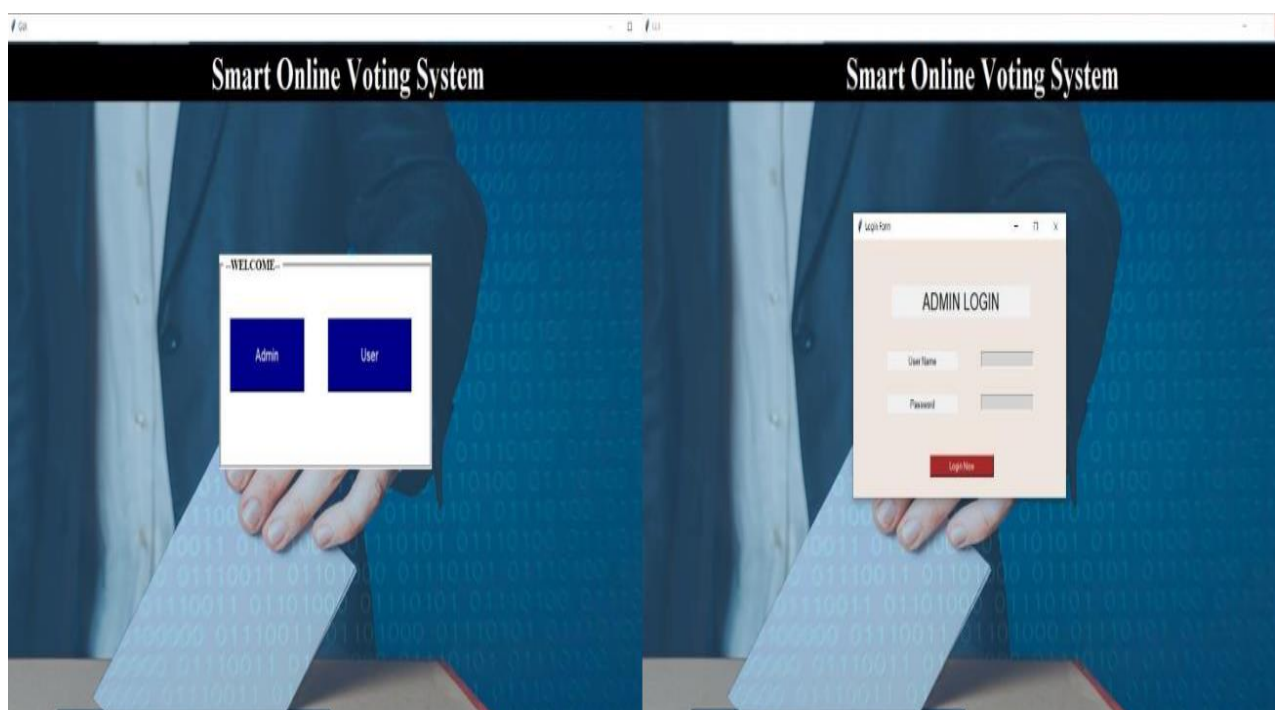 Smart Online Voting System
--WELCOME--
Admin
User
Smart Online Voting System
Login Form
ADMIN LOGIN
User Name
Password
Login Now